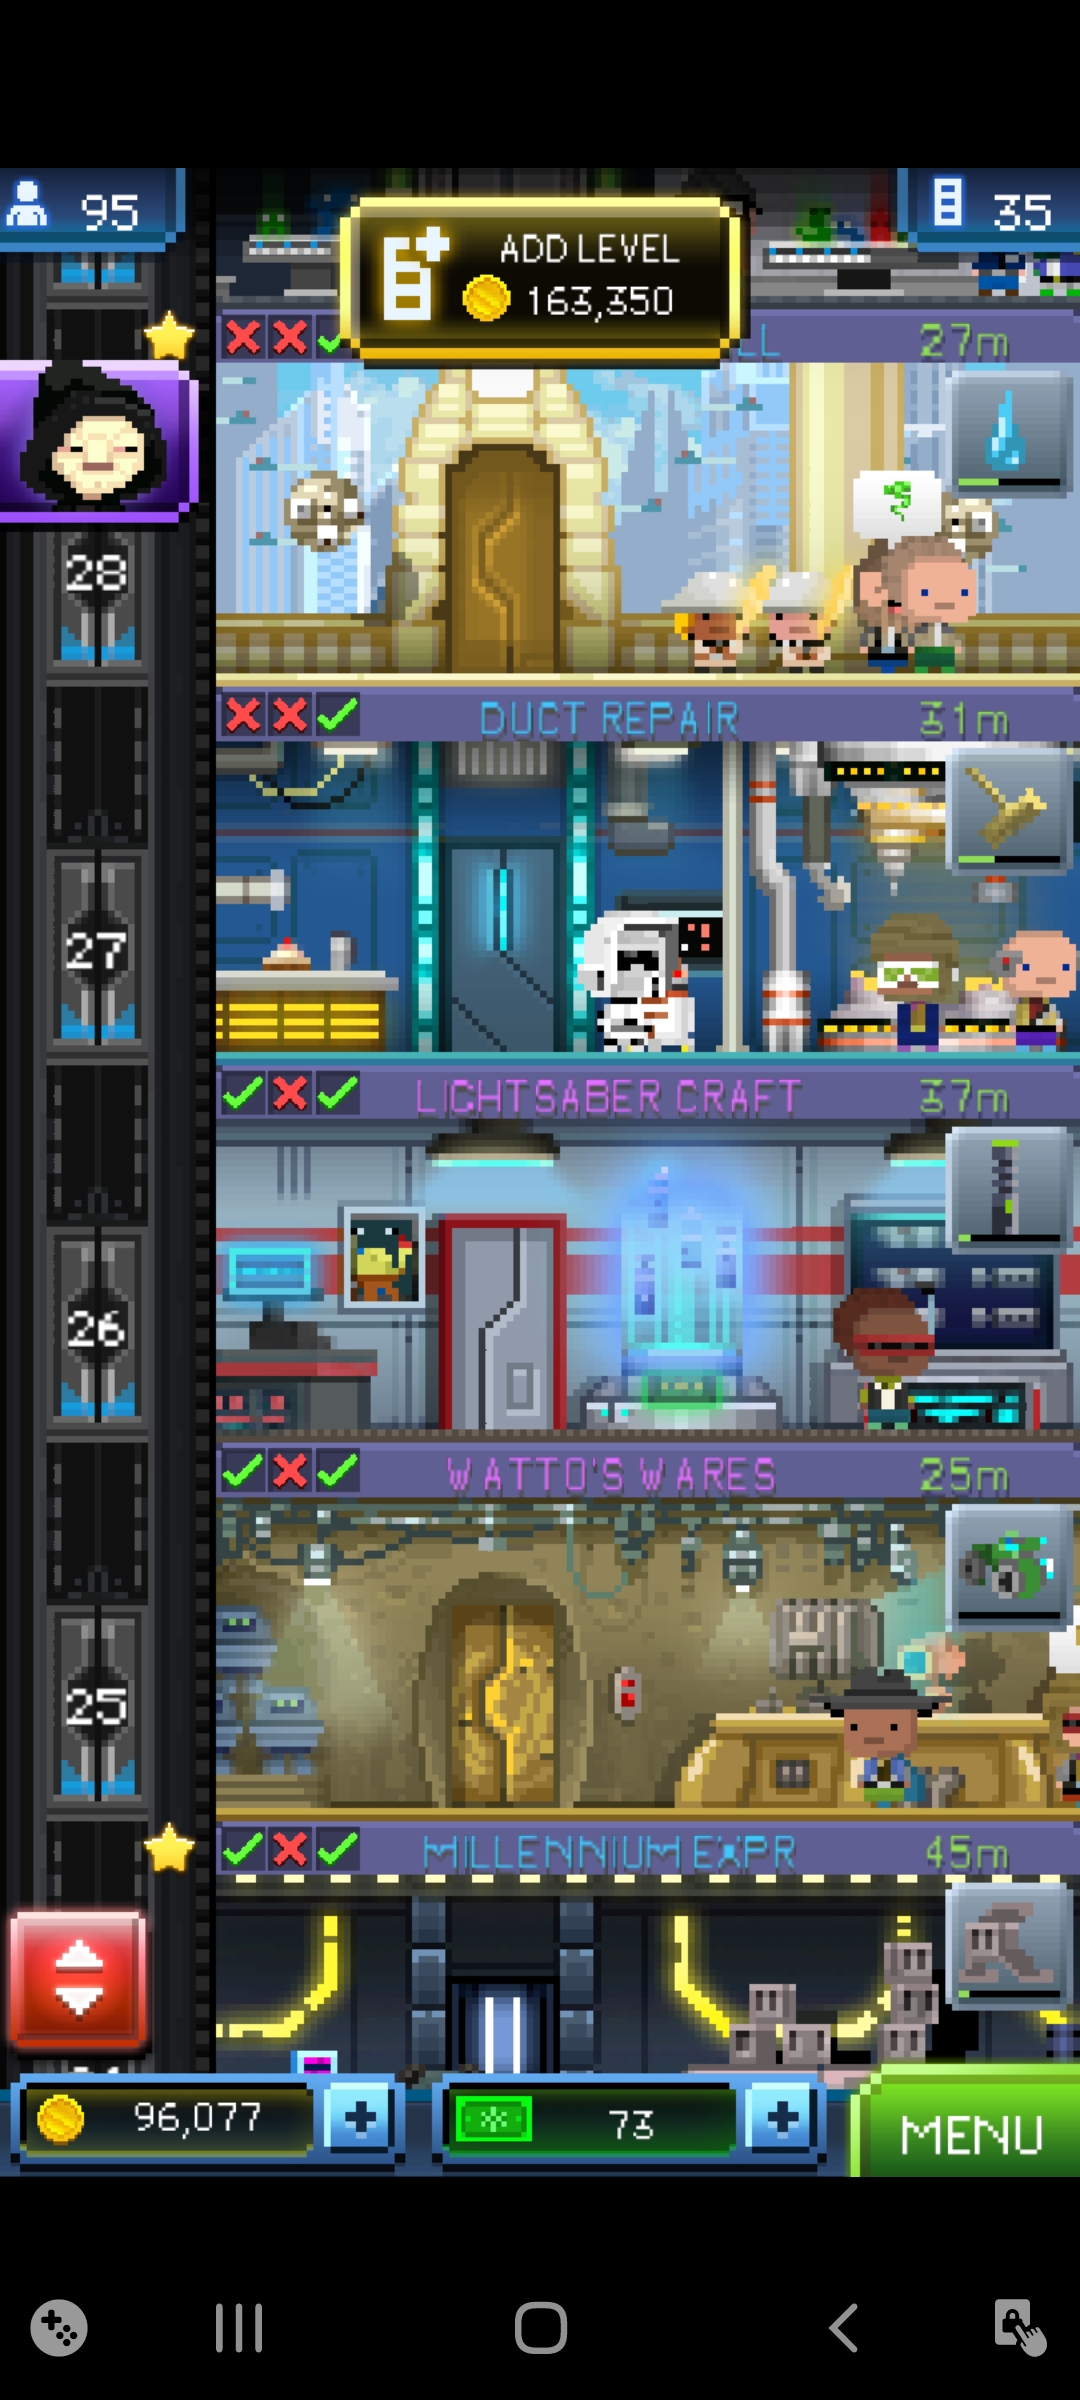 95
ADD LEVEL
163,350
35
LL
27m
28
DUCT REPAIR
31m
27
LIGHTSABER CRAFT
37m
26
WATTO'S WARES
25m
25
MILLENNIUM EXPR
45m
96,077
73
MENU